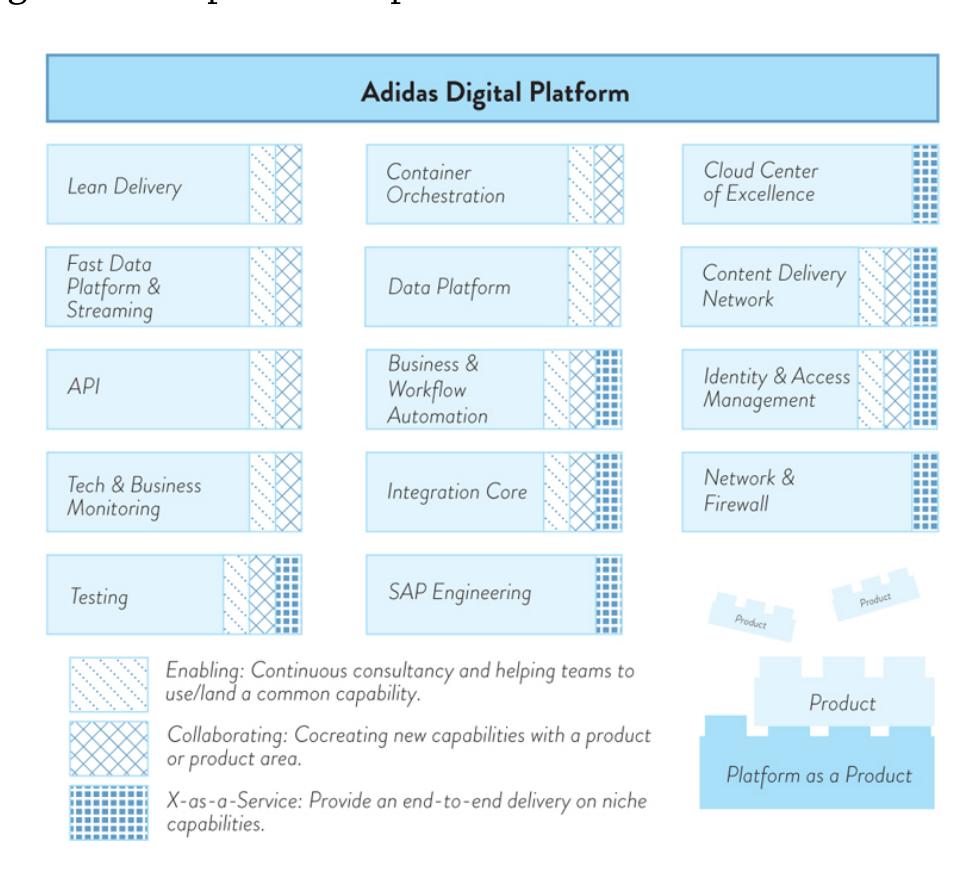 Adidas Digital Platform
Lean Delivery
Container
Orchestration
Cloud Center
of Excellence
Fast Data
Platform &
Streaming
Data Platform
Content Delivery
Network
API
Business &
Workflow
Automation
Identity & Access
Management
Tech & Business
Monitoring
Integration Core
Network &
Firewall
Testing
SAP Engineering
Product
Product
Enabling: Continuous consultancy and helping teams to
use/land a common capability.
Collaborating: Cocreating new capabilities with a product
or product area.
X-as-a-Service: Provide an end-to-end delivery on niche
capabilities.
Product
Platform as a Product